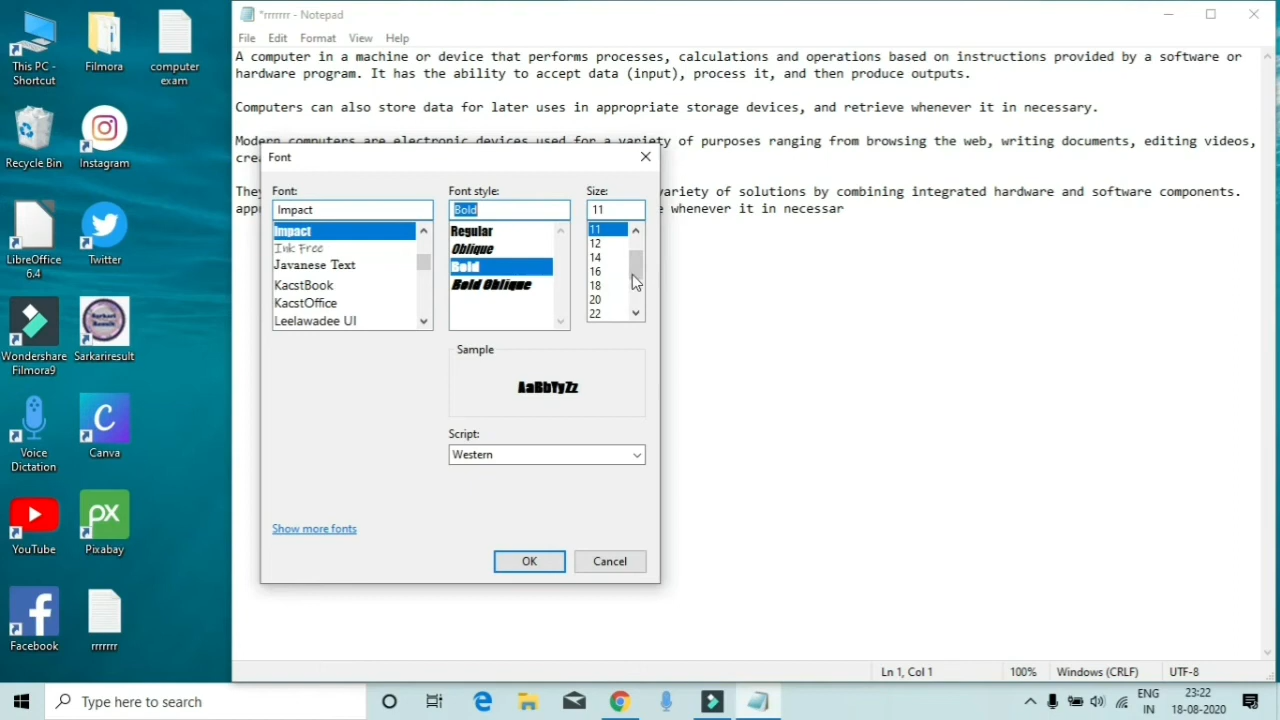 This PC - Shortcut
Filmora
computer exam
Recycle Bin
Instagram
LibreOffice 6.4
Twitter
Wondershare Filmora9
Sarkariresult
Voice Dictation
Canva
YouTube
Pixabay
Facebook
rrrrrrr
*rrrrrrr - Notepad
File Edit Format View Help
A computer in a machine or device that performs processes, calculations and operations based on instructions provided by a software or
hardware program. It has the ability to accept data (input), process it, and then produce outputs.
Computers can also store data for later uses in appropriate storage devices, and retrieve whenever it in necessary.
Modern computers are electronic devices used for a variety of purposes ranging from browsing the web, writing documents, editing videos,
cre
They
variety of solutions by combining integrated hardware and software components.
appr
e whenever it in necessar
Font
Font: Font style: Size:
Impact Bold 11
Impact
Ink Free
Javanese Text
KacstBook
KacstOffice
Leelawadee UI
Regular
Oblique
Bold
Bold Oblique
11
12
14
16
18
20
22
Sample
AaBbYyZz
Script:
Western
Show more fonts
OK Cancel
Ln 1, Col 1 100% Windows (CRLF) UTF-8
Type here to search
ENG
IN
23:22
18-08-2020